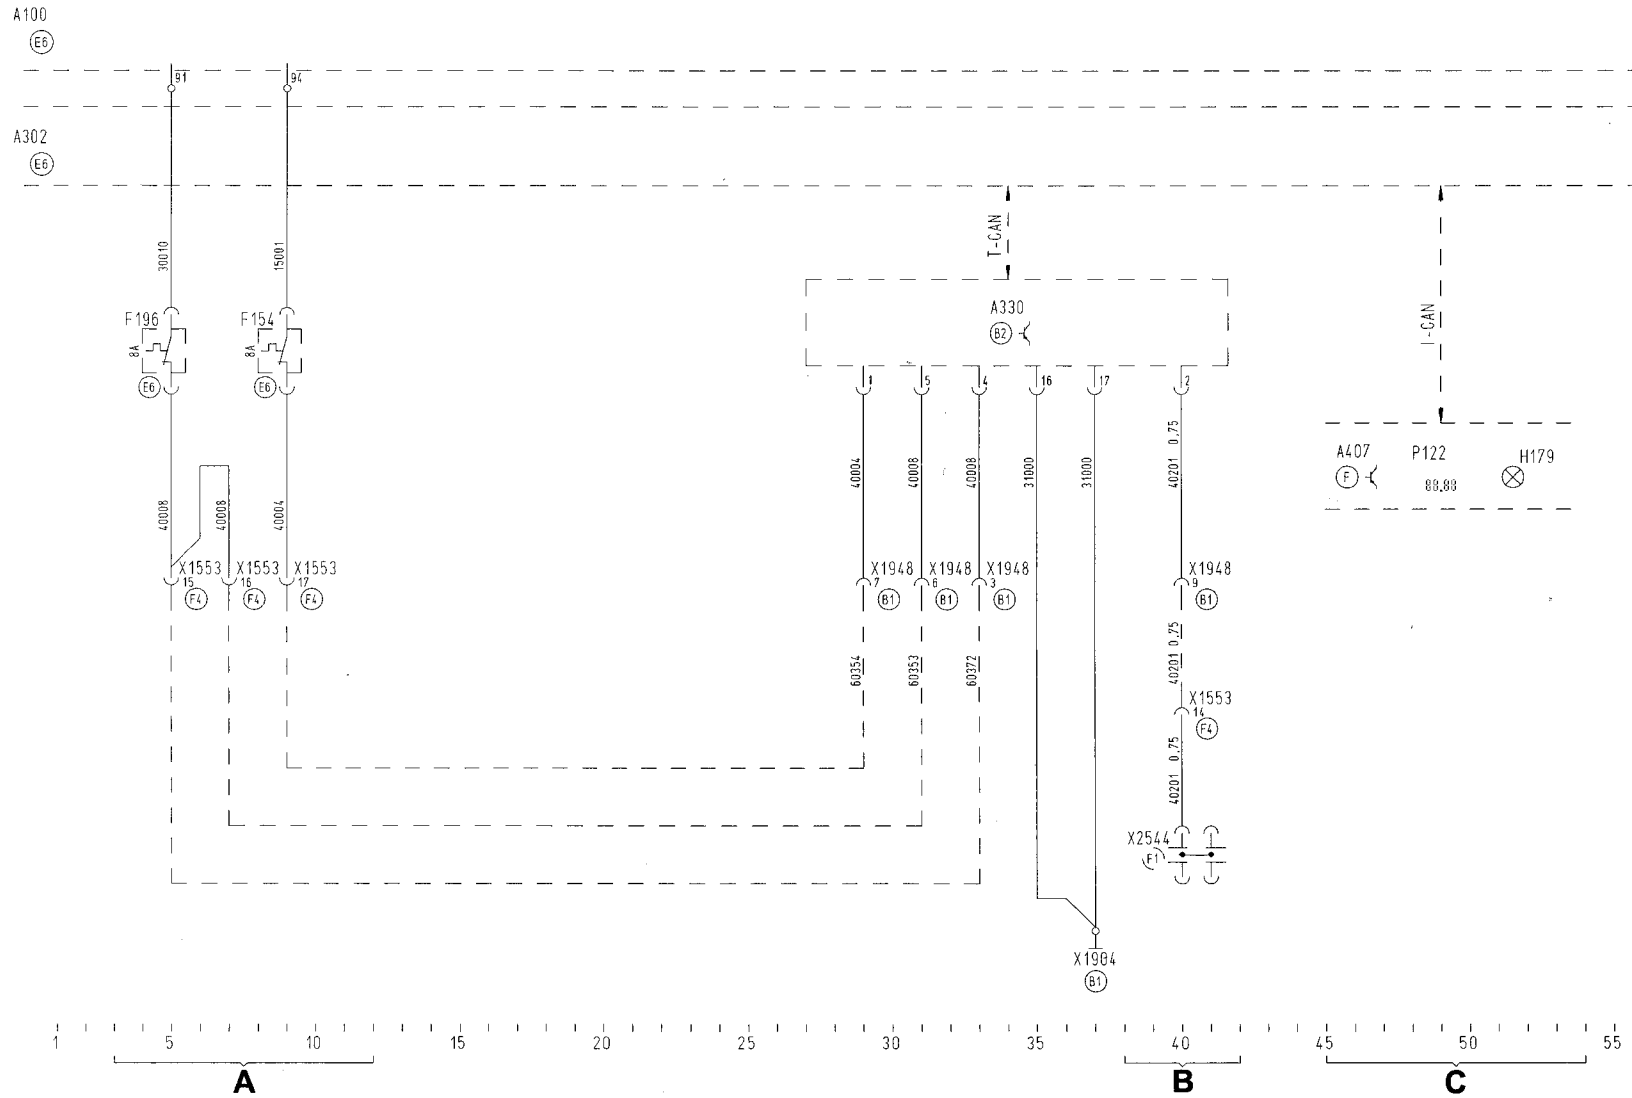 A100
E6
91 94
A302
E6
30010 15001
T-CAN
I-CAN
F196 F154
8A 8A
E6 E6
A330
B2
1 5 4 16 17 2
A407 P122 H179
F 88.88
40008 40008 40004
40004 40008 40008 31000 31000 40201 0,75
X1553 X1553 X1553 X1948 X1948 X1948 X1948
15 16 17 7 6 3 9
F4 F4 F4 B1 B1 B1 B1
60354 60353 60372 40201 0,75
X1553
14
F4
40201 0,75
X2544
F1
X1904
B1
1 5 10 15 20 25 30 35 40 45 50 55
A B C